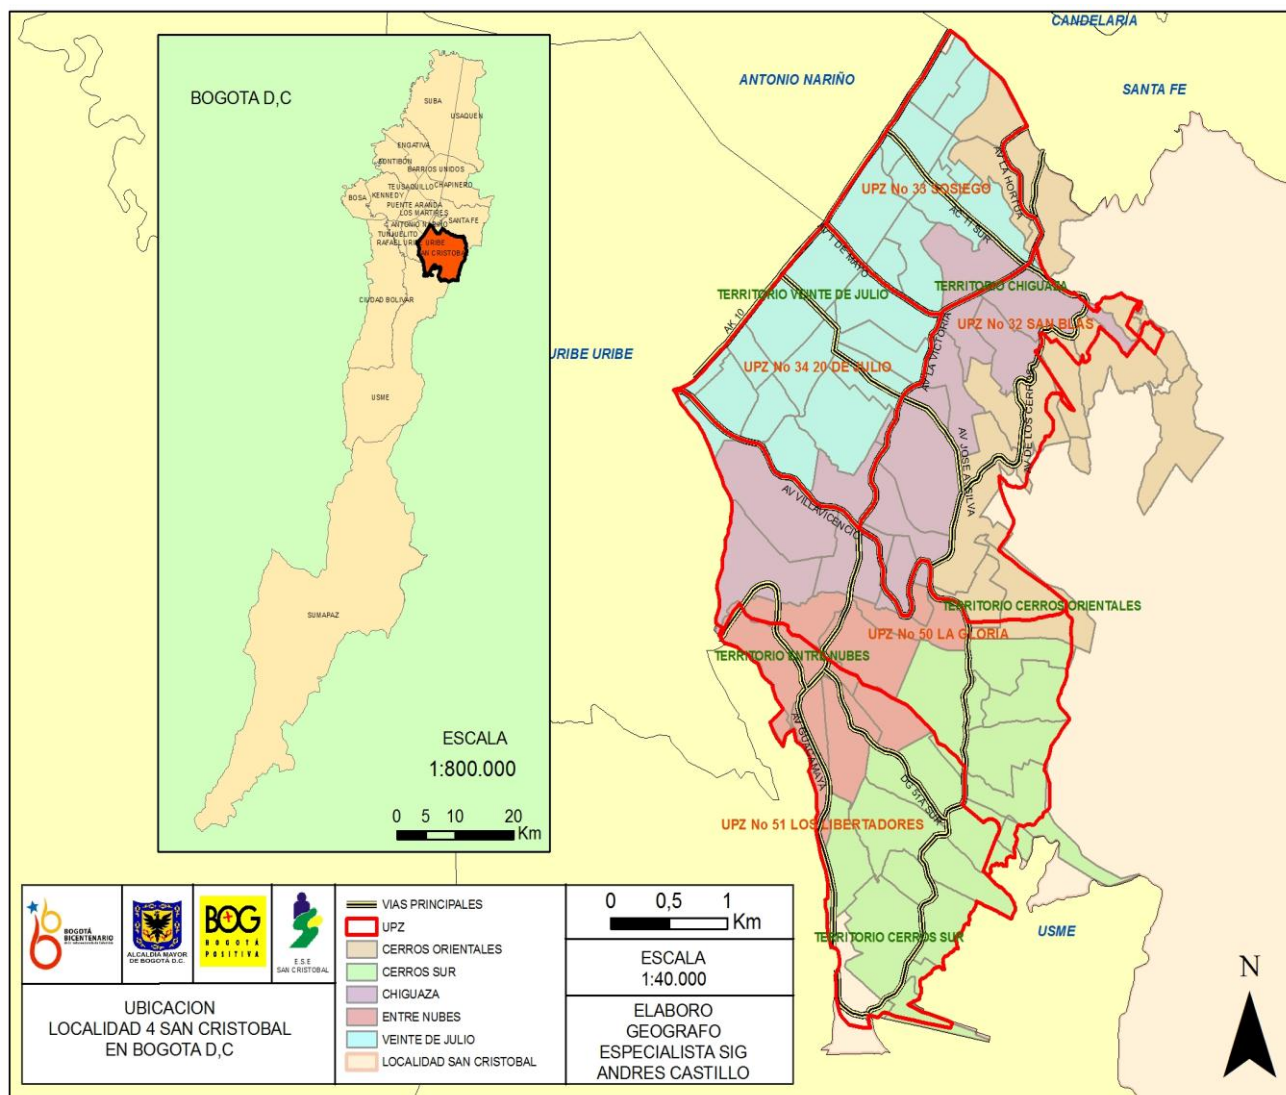 BOGOTA D,C
SUBA
USAQUEN
ENGATIVA
FONTIBÓN
BARRIOS UNIDOS
TEUSAQUILLO
CHAPINERO
BOSA
KENNEDY
PUENTE ARANDA
LOS MARTIRES
SANTA FE
ANTONIO NARIÑO
TUNJUELITO
RAFAEL URIBE URIBE
SAN CRISTOBAL
CIUDAD BOLIVAR
USME
SUMAPAZ
ESCALA
1:800.000
0 5 10 20
Km
CANDELARIA
ANTONIO NARIÑO
SANTA FE
URIBE URIBE
USME
AV LA HORTUA
UPZ No 33 SOSIEGO
AC 11 SUR
AV 1 DE MAYO
TERRITORIO VEINTE DE JULIO
TERRITORIO CHIGUAZA
AK 10
UPZ No 32 SAN BLAS
AV LA VICTORIA
UPZ No 34 20 DE JULIO
AV DE LOS CERROS
AV JOSE A SILVA
AV VILLAVICENCIO
TERRITORIO CERROS ORIENTALES
UPZ No 50 LA GLORIA
TERRITORIO ENTRE NUBES
AV GUACAMAYA
DG 51A SUR
UPZ No 51 LOS LIBERTADORES
TERRITORIO CERROS SUR
N
BOGOTÁ
BICENTENARIO
ALCALDIA MAYOR
DE BOGOTÁ D.C.
BOG
BOGOTÁ
POSITIVA
E.S.E
SAN CRISTOBAL
UBICACION
LOCALIDAD 4 SAN CRISTOBAL
EN BOGOTA D,C
VIAS PRINCIPALES
UPZ
CERROS ORIENTALES
CERROS SUR
CHIGUAZA
ENTRE NUBES
VEINTE DE JULIO
LOCALIDAD SAN CRISTOBAL
0 0,5 1
Km
ESCALA
1:40.000
ELABORO
GEOGRAFO
ESPECIALISTA SIG
ANDRES CASTILLO